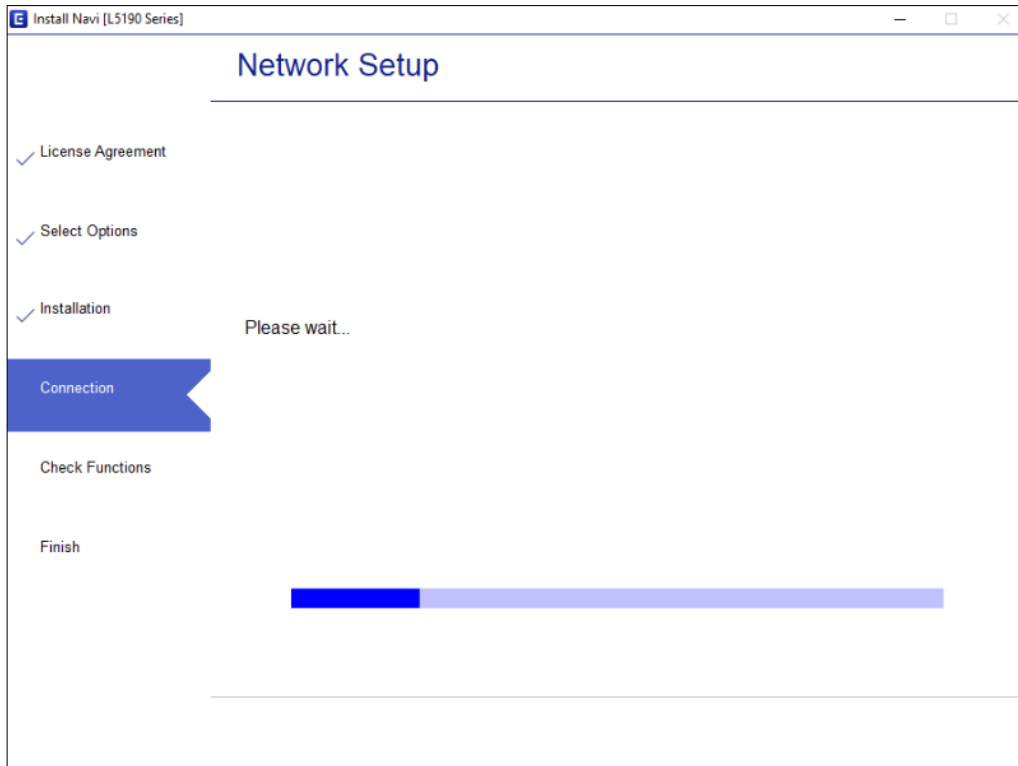 Install Navi [L5190 Series]
Network Setup
License Agreement
Select Options
Installation
Please wait...
Connection
Check Functions
Finish